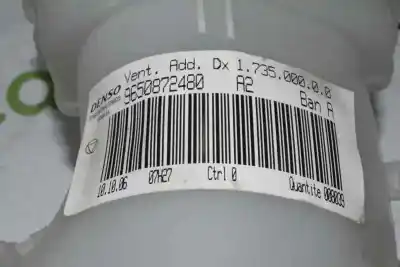 Vent. Add. Dx 1.735.000.0.0
DENSO
9650872480 A2 Ban A
10.10.06 07H27 Ctrl 0 Quantite 008039